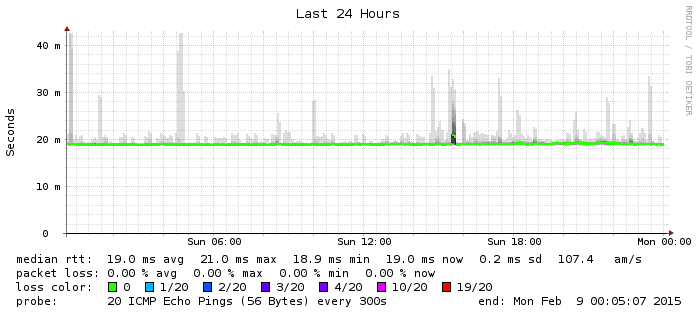 Last 24 Hours
RRDTOOL / TOBI OETIKER
Seconds
40 m
30 m
20 m
10 m
0
Sun 06:00 Sun 12:00 Sun 18:00 Mon 00:00
median rtt: 19.0 ms avg 21.0 ms max 18.9 ms min 19.0 ms now 0.2 ms sd 107.4 am/s
packet loss: 0.00 % avg 0.00 % max 0.00 % min 0.00 % now
loss color: 0 1/20 2/20 3/20 4/20 10/20 19/20
probe: 20 ICMP Echo Pings (56 Bytes) every 300s end: Mon Feb 9 00:05:07 2015